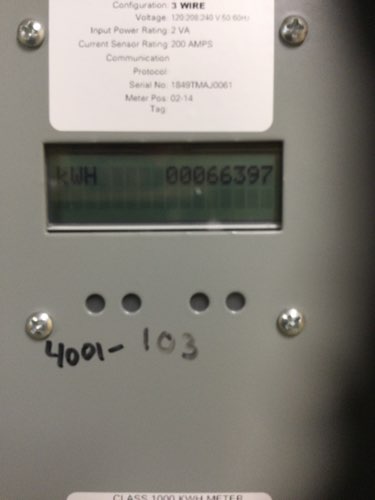 Configuration: 3 WIRE
Voltage: 120/208-240 V 50/60Hz
Input Power Rating: 2 VA
Current Sensor Rating: 200 AMPS
Communication
Protocol:
Serial No: 1849TMAJ0061
Meter Pos: 02-14
Tag:
kWH 00066397
4001-103
CLASS 1000 KWH METER